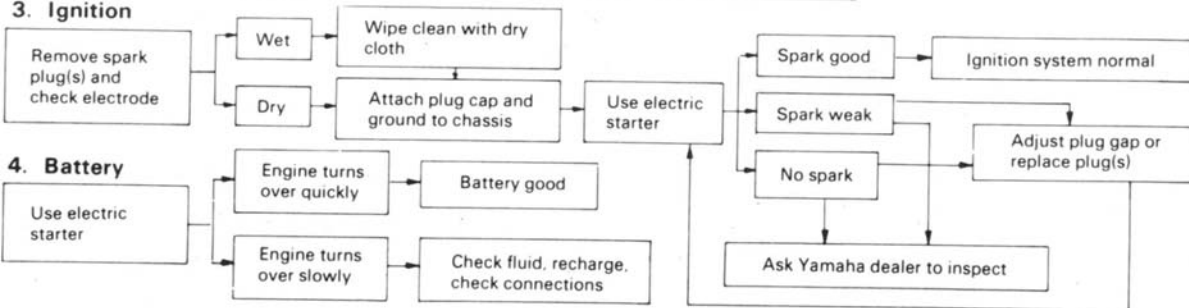 3. Ignition
Remove spark
plug(s) and
check electrode
Wet
Wipe clean with dry
cloth
Dry
Attach plug cap and
ground to chassis
Use electric
starter
Spark good
Ignition system normal
Spark weak
Adjust plug gap or
replace plug(s)
No spark
Ask Yamaha dealer to inspect
4. Battery
Use electric
starter
Engine turns
over quickly
Battery good
Engine turns
over slowly
Check fluid, recharge,
check connections